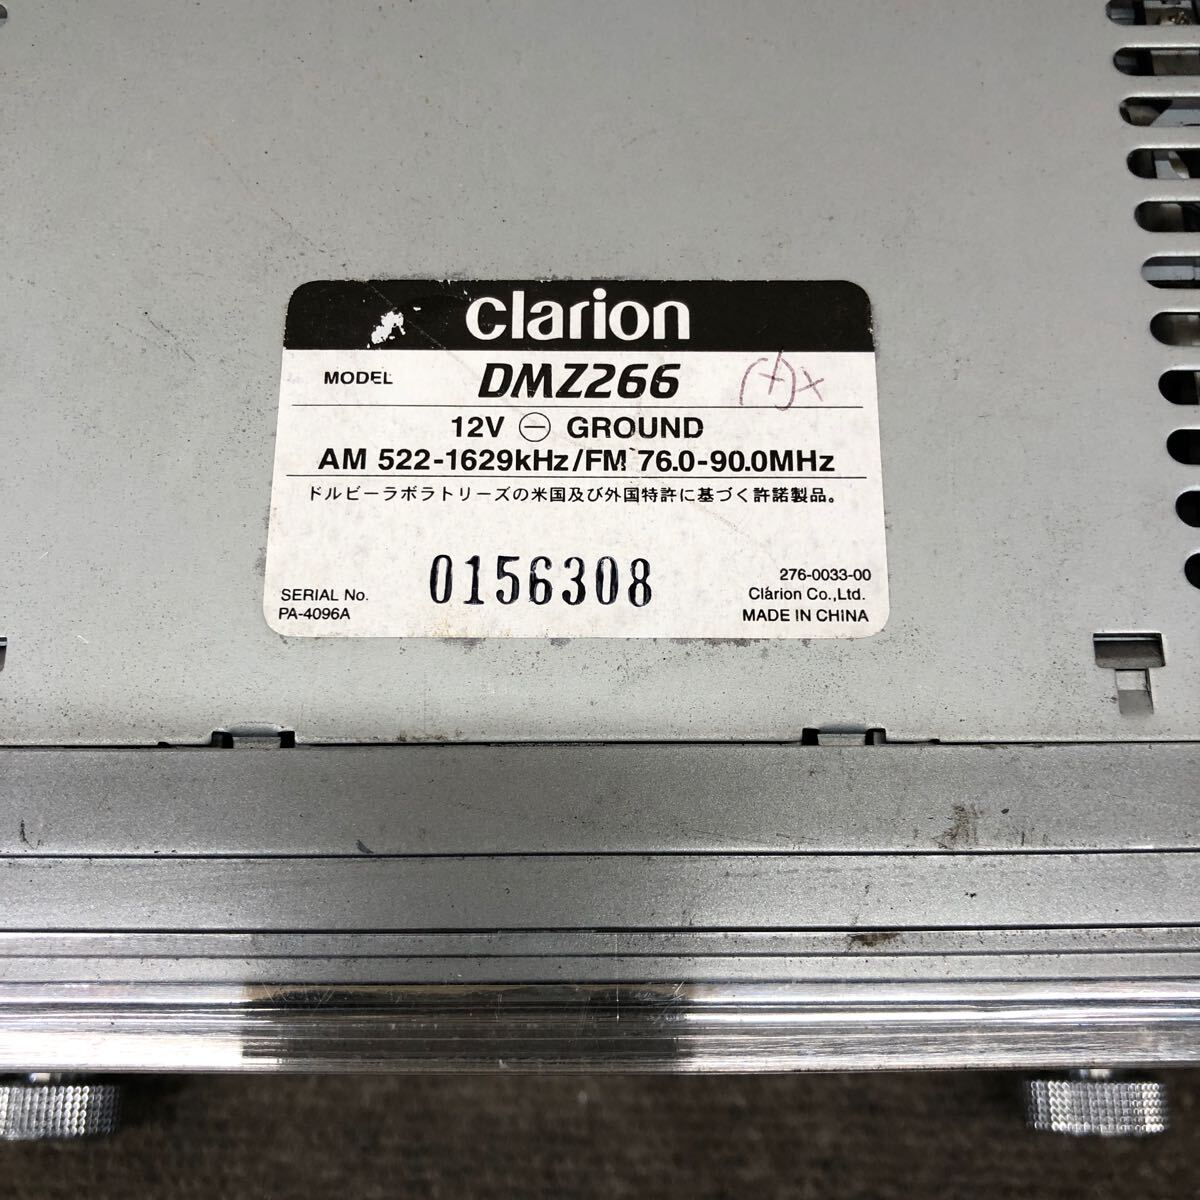 clarion
MODEL DMZ266 (+)x
12V ⊖ GROUND
AM 522-1629kHz/FM 76.0-90.0MHz
ドルビーラボラトリーズの米国及び外国特許に基づく許諾製品。
SERIAL No. 0156308 276-0033-00
PA-4096A Clarion Co.,Ltd.
MADE IN CHINA